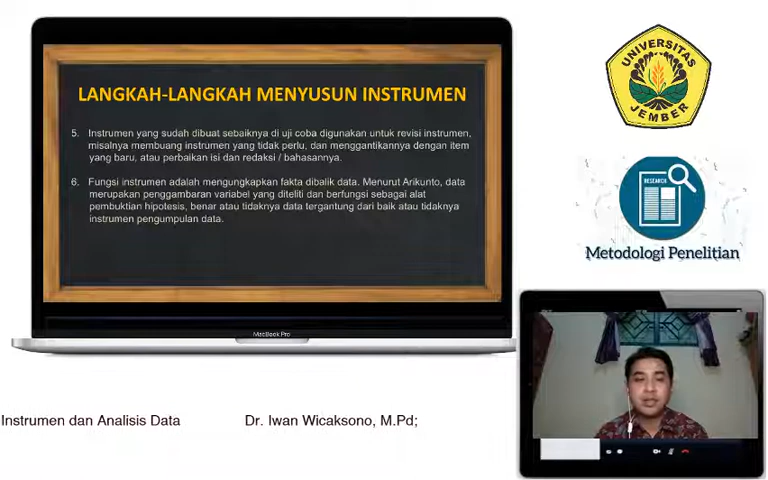 LANGKAH-LANGKAH MENYUSUN INSTRUMEN
5. Instrumen yang sudah dibuat sebaiknya di uji coba digunakan untuk revisi instrumen,
misalnya membuang instrumen yang tidak perlu, dan menggantikannya dengan item
yang baru, atau perbaikan isi dan redaksi / bahasannya.
6. Fungsi instrumen adalah mengungkapkan fakta dibalik data. Menurut Arikunto, data
merupakan penggambaran variabel yang diteliti dan berfungsi sebagai alat
pembuktian hipotesis, benar atau tidaknya data tergantung dari baik atau tidaknya
instrumen pengumpulan data.
MacBook Pro
UNIVERSITAS
JEMBER
RESEARCH
Metodologi Penelitian
Instrumen dan Analisis Data
Dr. Iwan Wicaksono, M.Pd;